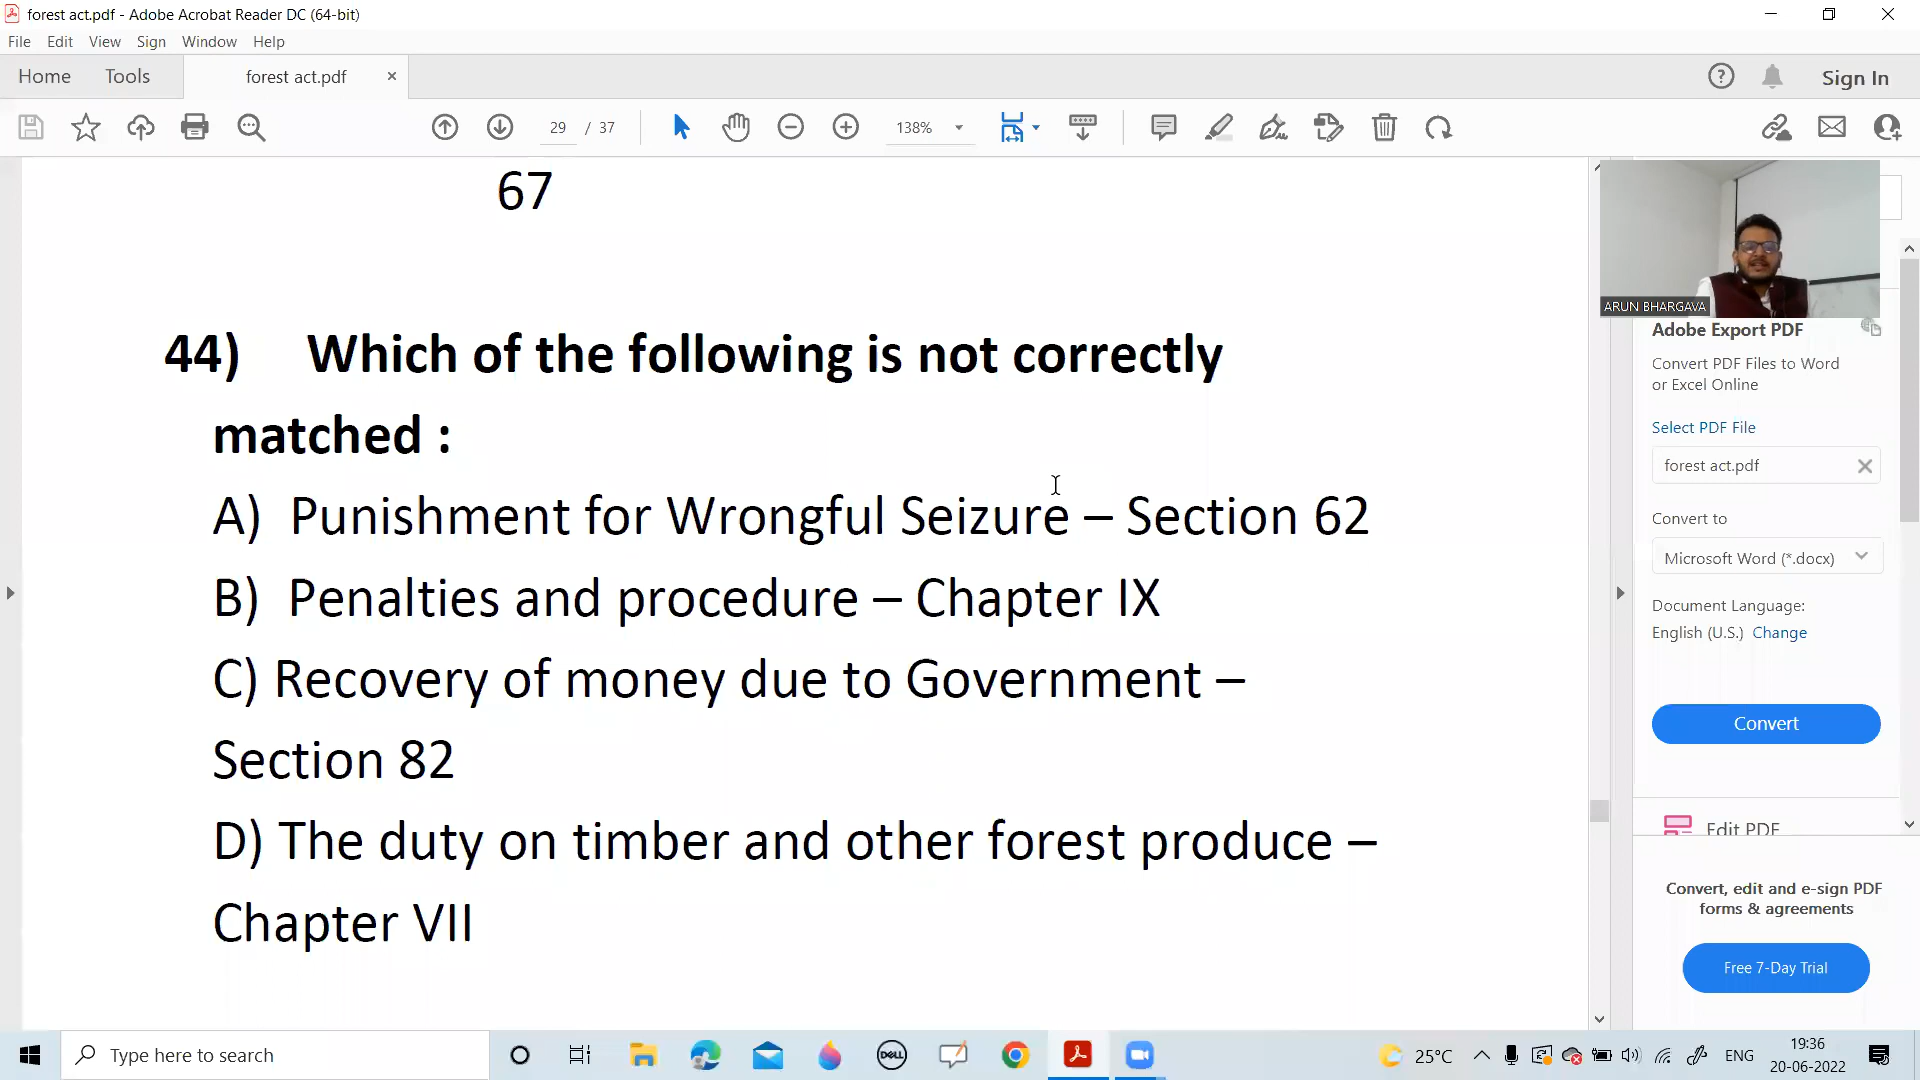 forest act.pdf - Adobe Acrobat Reader DC (64-bit)
File Edit View Sign Window Help
Home Tools forest act.pdf × Sign In
29 / 37 138%
67
44) Which of the following is not correctly
matched :
A) Punishment for Wrongful Seizure – Section 62
B) Penalties and procedure – Chapter IX
C) Recovery of money due to Government –
Section 82
D) The duty on timber and other forest produce –
Chapter VII
ARUN BHARGAVA
Adobe Export PDF
Convert PDF Files to Word
or Excel Online
Select PDF File
forest act.pdf
Convert to
Microsoft Word (*.docx)
Document Language:
English (U.S.) Change
Convert
Edit PDF
Convert, edit and e-sign PDF
forms & agreements
Free 7-Day Trial
Type here to search
DELL
25°C
ENG
19:36
20-06-2022